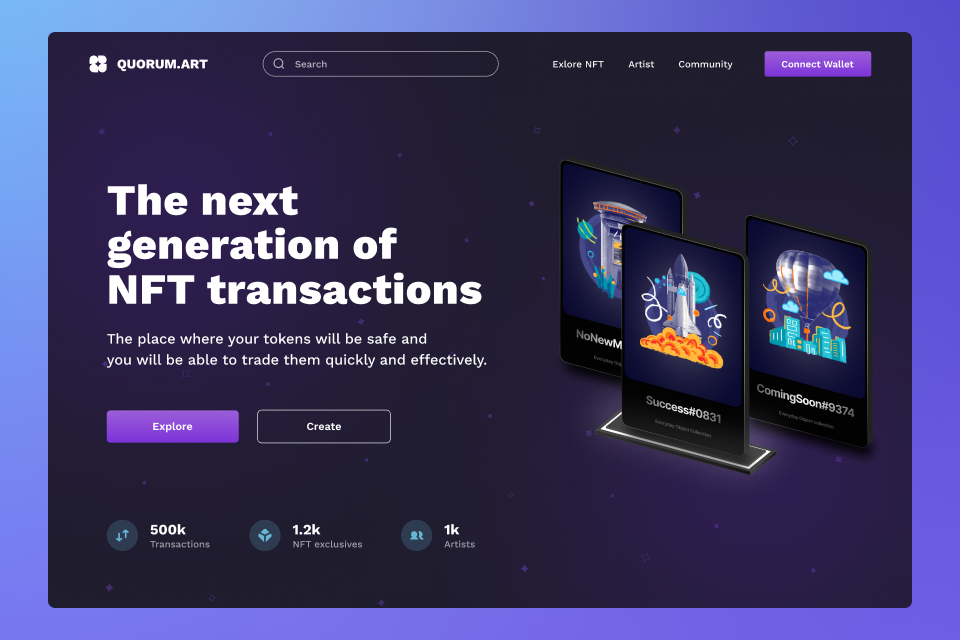 QUORUM.ART
Search
Exlore NFT
Artist
Community
Connect Wallet
The next
generation of
NFT transactions
The place where your tokens will be safe and
you will be able to trade them quickly and effectively.
Explore
Create
500k
Transactions
1.2k
NFT exclusives
1k
Artists
NoNewM
Everyday Obj
Success#0831
Everyday Object Collection
ComingSoon#9374
Everyday Object collection